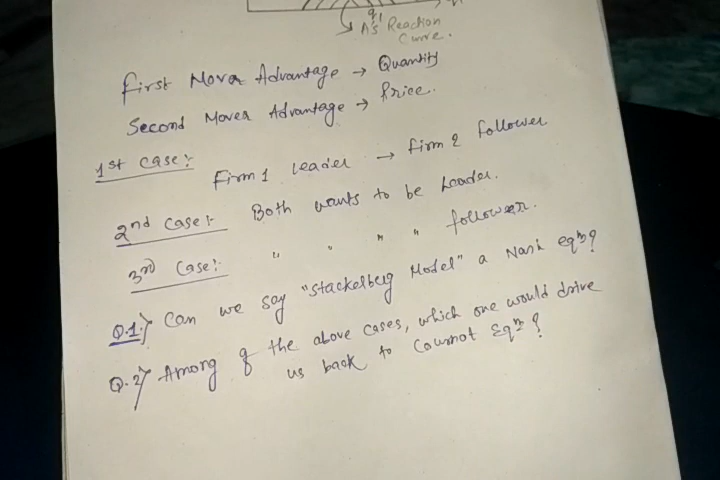 q₁
A's Reaction
Curve.
First Mover Advantage → Quantity
Second Mover Advantage → Price.
1st Case:- Firm 1 Leader → Firm 2 follower
2nd Case:- Both wants to be Leader.
3rd Case:- " " " " follower.
Q.1.) Can we say "Stackelberg Model" a Nash eqⁿ?
Q.2) Among of the above cases, which one would drive
us back to Cournot Eqⁿ?